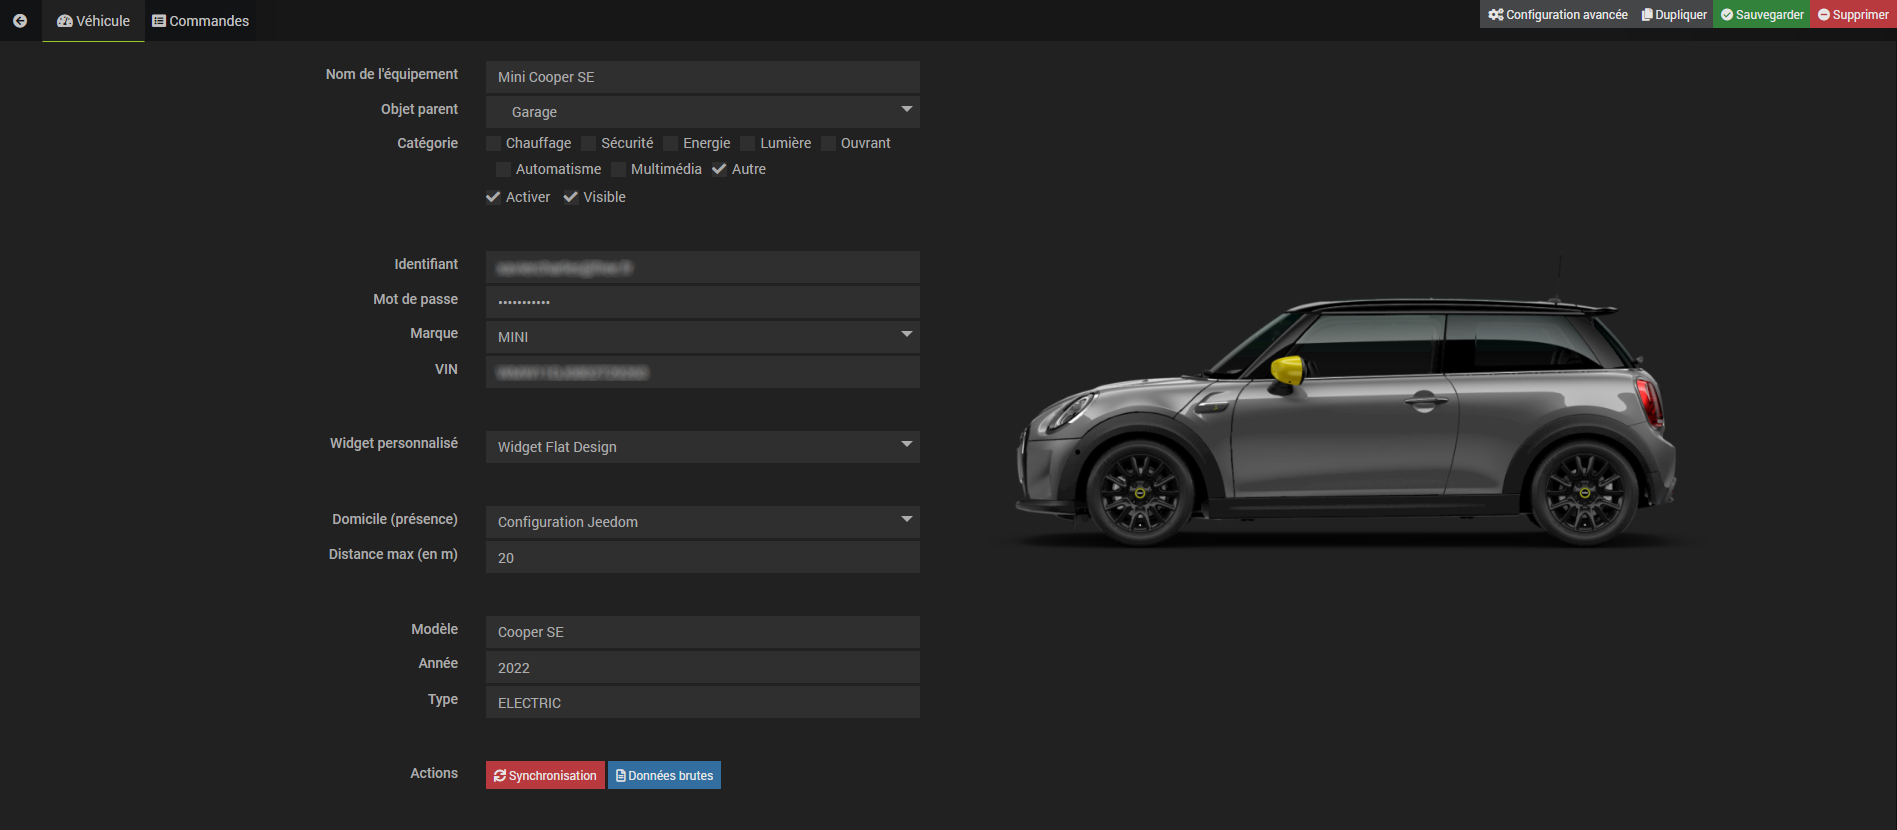 Véhicule Commandes Configuration avancée Dupliquer Sauvegarder Supprimer
Nom de l'équipement Mini Cooper SE
Objet parent Garage
Catégorie Chauffage Sécurité Energie Lumière Ouvrant
Automatisme Multimédia Autre
Activer Visible
Identifiant
Mot de passe •••••••••••
Marque MINI
VIN
Widget personnalisé Widget Flat Design
Domicile (présence) Configuration Jeedom
Distance max (en m) 20
Modèle Cooper SE
Année 2022
Type ELECTRIC
Actions Synchronisation Données brutes